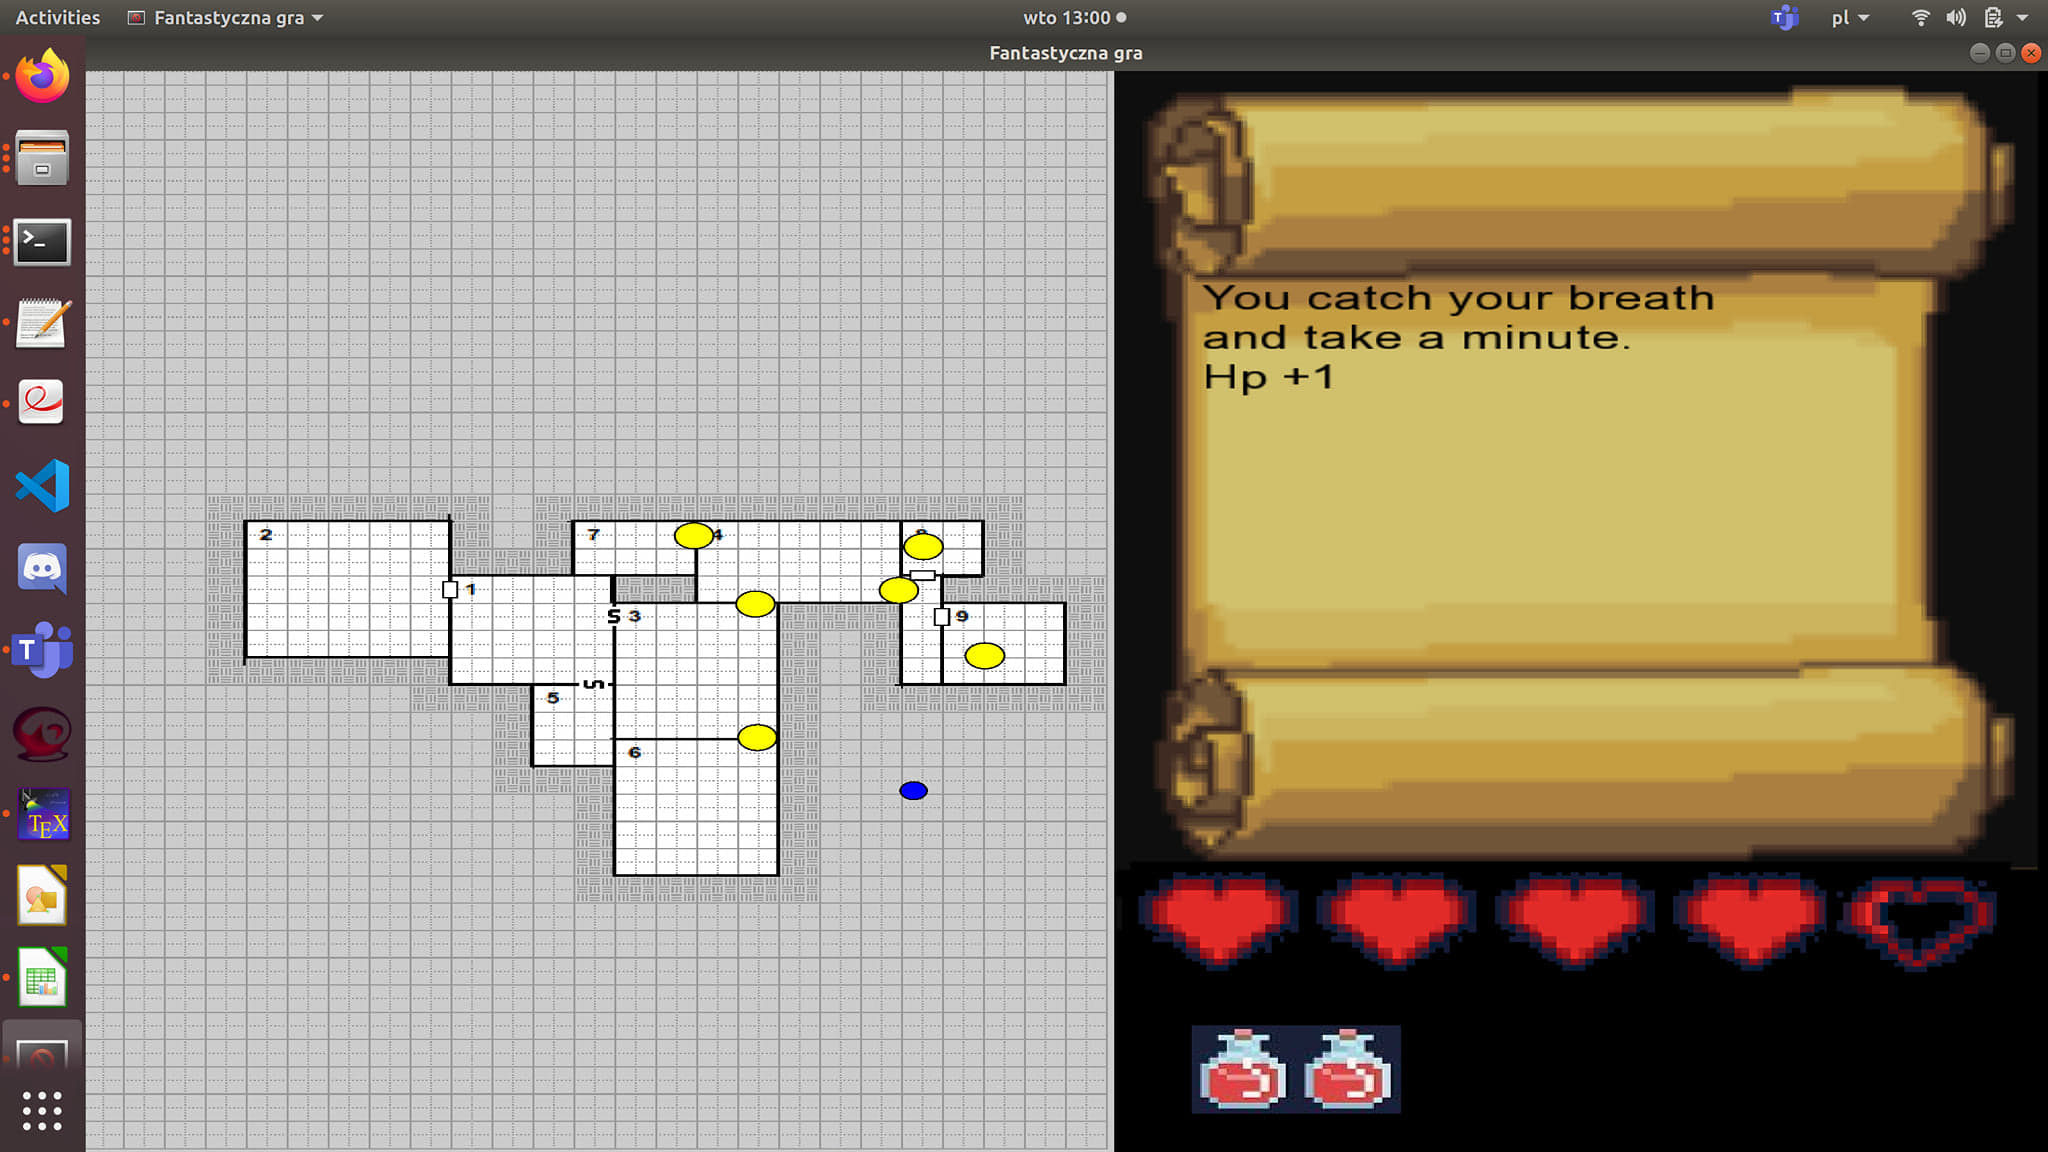 Activities Fantastyczna gra wto 13:00 pl
Fantastyczna gra
You catch your breath
and take a minute.
Hp +1
2 7 4
1
S 3 9
S
5
6
T
TEX